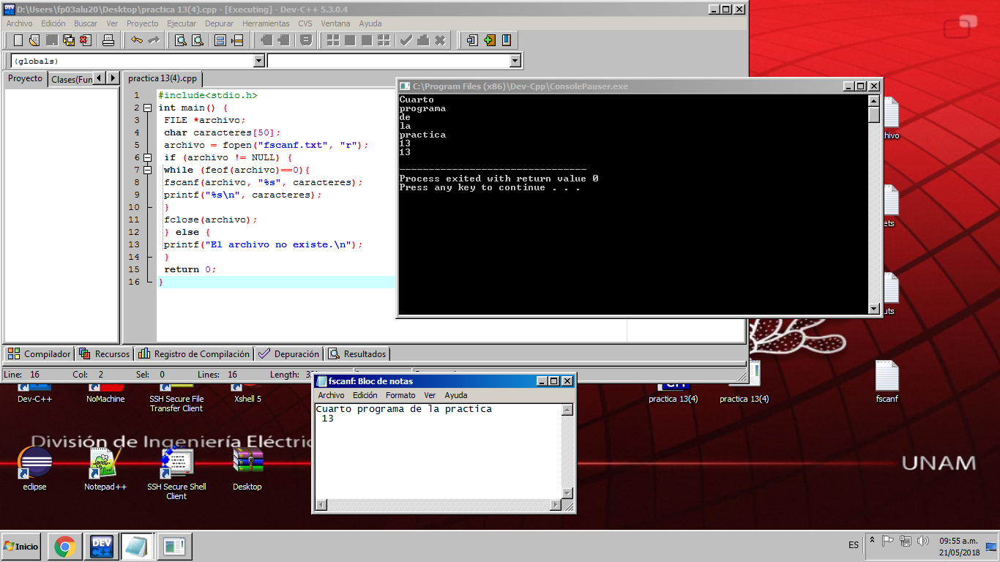 D:\Users\fp03alu20\Desktop\practica 13(4).cpp - [Executing] - Dev-C++ 5.3.0.4
Archivo Edición Buscar Ver Proyecto Ejecutar Depurar Herramientas CVS Ventana Ayuda
(globals)
Proyecto Clases(Fun
practica 13(4).cpp
1 #include<stdio.h>
2 int main() {
3 FILE *archivo;
4 char caracteres[50];
5 archivo = fopen("fscanf.txt", "r");
6 if (archivo != NULL) {
7 while (feof(archivo)==0){
8 fscanf(archivo, "%s", caracteres);
9 printf("%s\n", caracteres);
10 }
11 fclose(archivo);
12 } else {
13 printf("El archivo no existe.\n");
14 }
15 return 0;
16 }
Compilador Recursos Registro de Compilación Depuración Resultados
Line: 16 Col: 2 Sel: 0 Lines: 16 Length:
C:\Program Files (x86)\Dev-Cpp\ConsolePauser.exe
Cuarto
programa
de
la
practica
13
13
--------------------------------
Process exited with return value 0
Press any key to continue . . .
hivo
ets
uts
fscanf: Bloc de notas
Archivo Edición Formato Ver Ayuda
Cuarto programa de la practica
13
Dev-C++
NoMachine
SSH Secure File
Transfer Client
Xshell 5
practica 13(4)
practica 13(4)
fscanf
División de Ingeniería Eléctric
UNAM
eclipse
Notepad++
SSH Secure Shell
Client
Desktop
Inicio
DEV
C++
ES
09:55 a.m.
21/05/2018